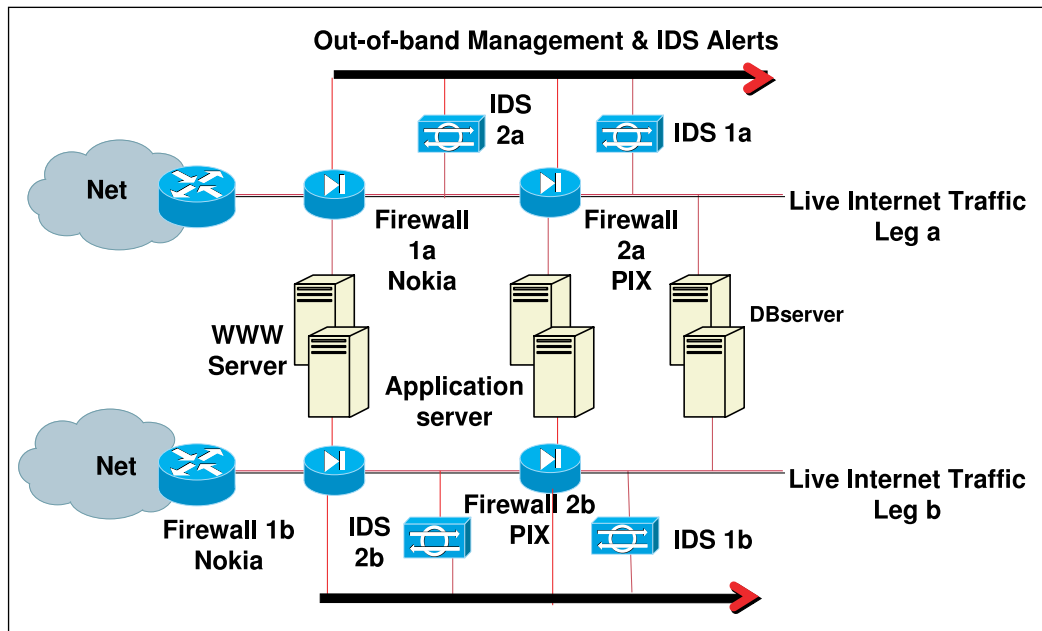 Out-of-band Management & IDS Alerts
IDS
2a
IDS 1a
Net
Firewall
1a
Nokia
Firewall
2a
PIX
Live Internet Traffic
Leg a
WWW
Server
Application
server
DBserver
Net
Firewall 1b
Nokia
IDS
2b
Firewall 2b
PIX
IDS 1b
Live Internet Traffic
Leg b